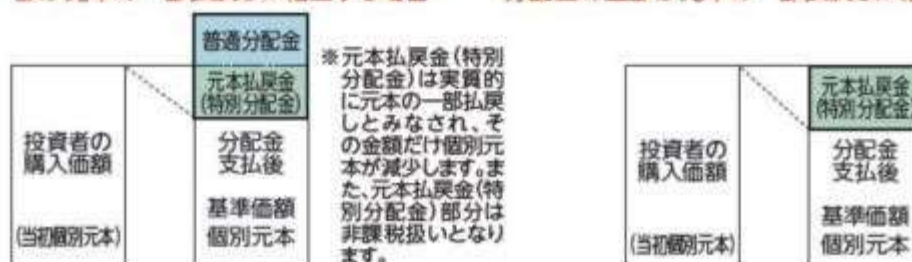 普通分配金
元本払戻金
(特別分配金)
投資者の
購入価額
(当初個別元本)
分配金
支払後
基準価額
個別元本
※元本払戻金(特別
分配金)は実質的
に元本の一部払戻
しとみなされ、そ
の金額だけ個別元
本が減少します。ま
た、元本払戻金(特
別分配金)部分は
非課税扱いとなり
ます。
元本払戻金
(特別分配金
投資者の
購入価額
(当初個別元本)
分配金
支払後
基準価額
個別元本